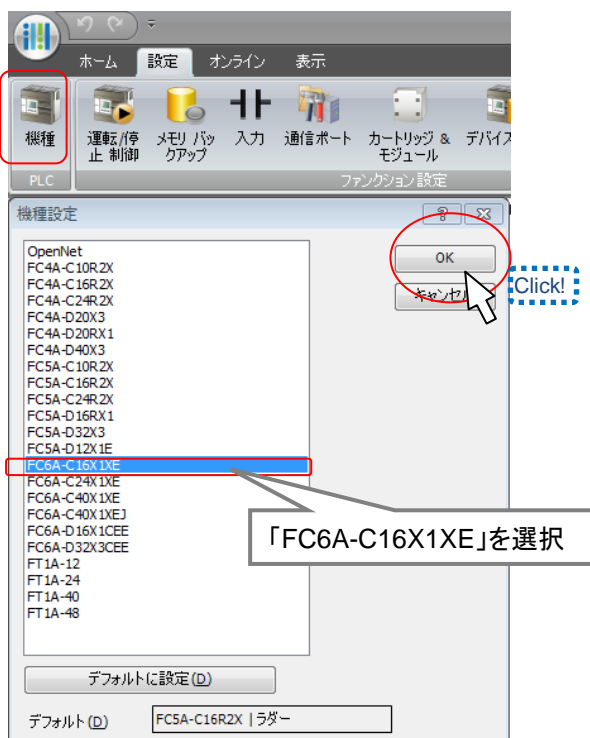 ホーム 設定 オンライン 表示
機種 運転/停止 制御 メモリ バックアップ 入力 通信ポート カートリッジ & モジュール デバイス
PLC ファンクション 設定
機種設定
OpenNet
FC4A-C10R2X
FC4A-C16R2X
FC4A-C24R2X
FC4A-D20X3
FC4A-D20RX1
FC4A-D40X3
FC5A-C10R2X
FC5A-C16R2X
FC5A-C24R2X
FC5A-D16RX1
FC5A-D32X3
FC5A-D12X1E
FC6A-C16X1XE
FC6A-C24X1XE
FC6A-C40X1XE
FC6A-C40X1XEJ
FC6A-D16X1CEE
FC6A-D32X3CEE
FT1A-12
FT1A-24
FT1A-40
FT1A-48
OK
キャンセル
Click!
「FC6A-C16X1XE」を選択
デフォルトに設定(D)
デフォルト(D) FC5A-C16R2X | ラダー